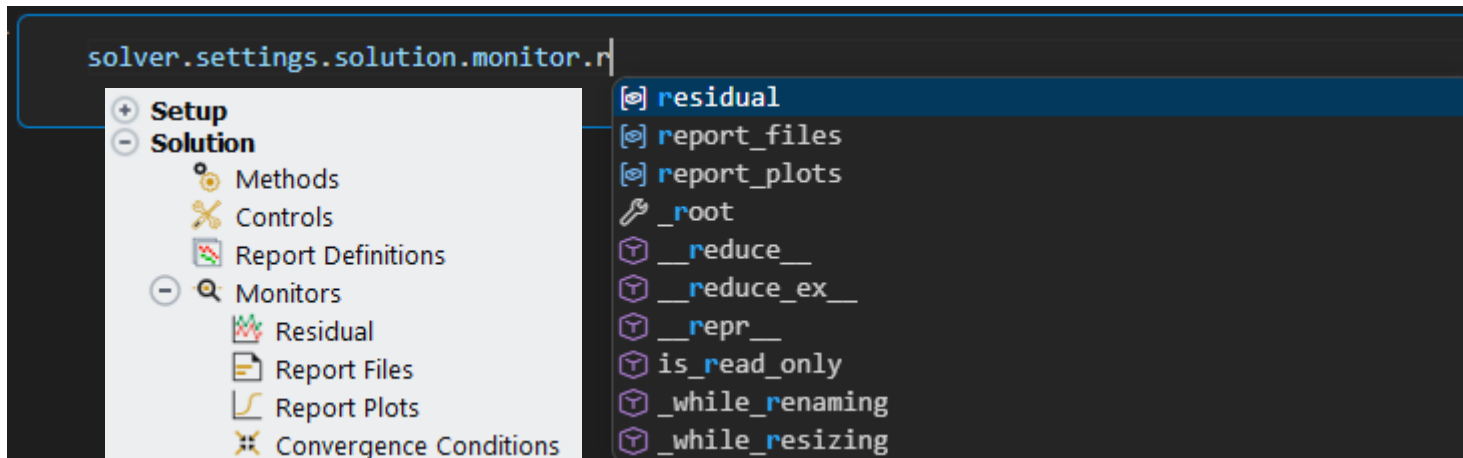 solver.settings.solution.monitor.r
Setup
Solution
Methods
Controls
Report Definitions
Monitors
Residual
Report Files
Report Plots
Convergence Conditions
residual
report_files
report_plots
_root
__reduce__
__reduce_ex__
__repr__
is_read_only
_while_renaming
_while_resizing